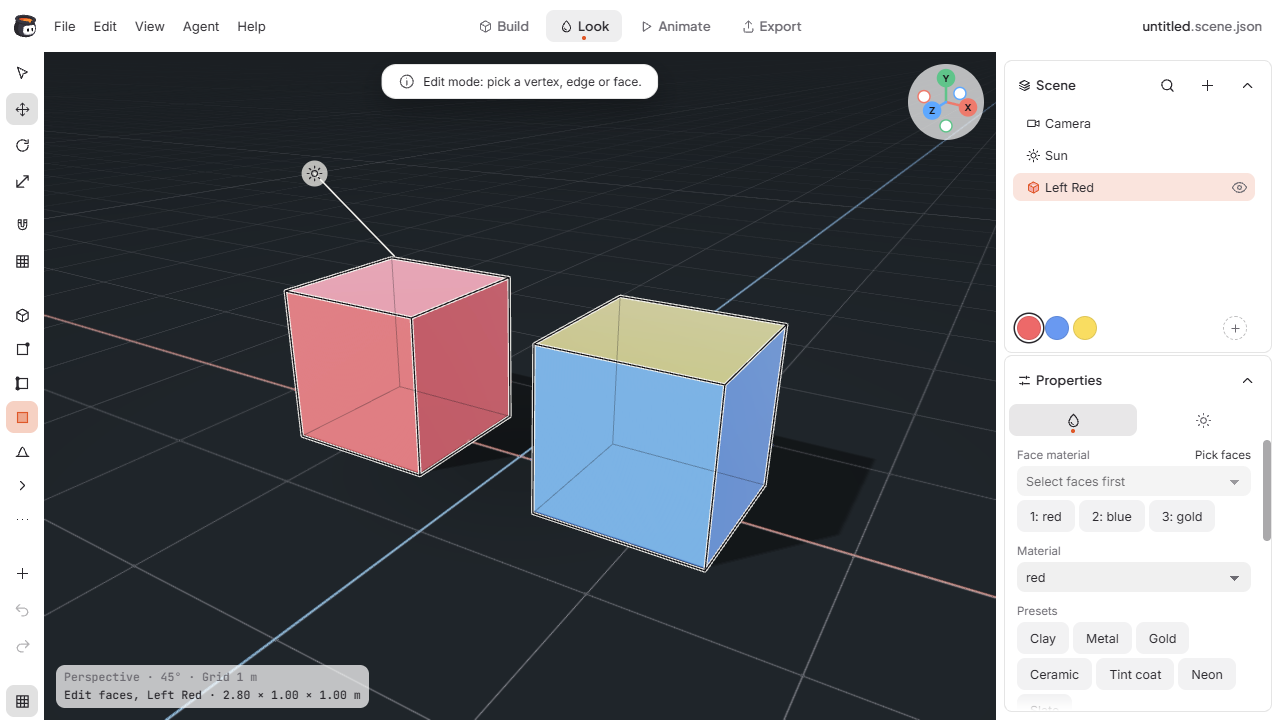 File Edit View Agent Help
Build Look Animate Export
untitled.scene.json
Edit mode: pick a vertex, edge or face.
Y
Z X
Scene
Camera
Sun
Left Red
Properties
Face material Pick faces
Select faces first
1: red 2: blue 3: gold
Material
red
Presets
Clay Metal Gold
Ceramic Tint coat Neon
Perspective · 45° · Grid 1 m
Edit faces, Left Red · 2.80 × 1.00 × 1.00 m